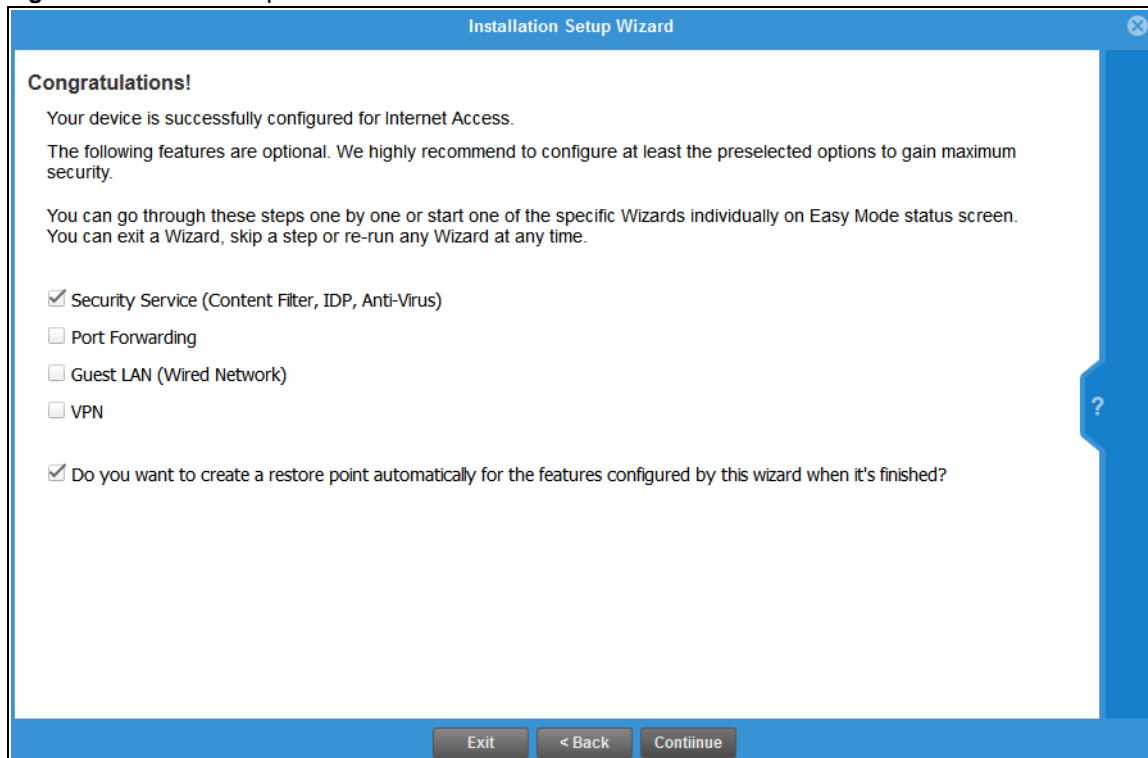 Installation Setup Wizard
Congratulations!
Your device is successfully configured for Internet Access.
The following features are optional. We highly recommend to configure at least the preselected options to gain maximum
security.
You can go through these steps one by one or start one of the specific Wizards individually on Easy Mode status screen.
You can exit a Wizard, skip a step or re-run any Wizard at any time.
Security Service (Content Filter, IDP, Anti-Virus)
Port Forwarding
Guest LAN (Wired Network)
VPN
?
Do you want to create a restore point automatically for the features configured by this wizard when it's finished?
Exit
< Back
Contiinue